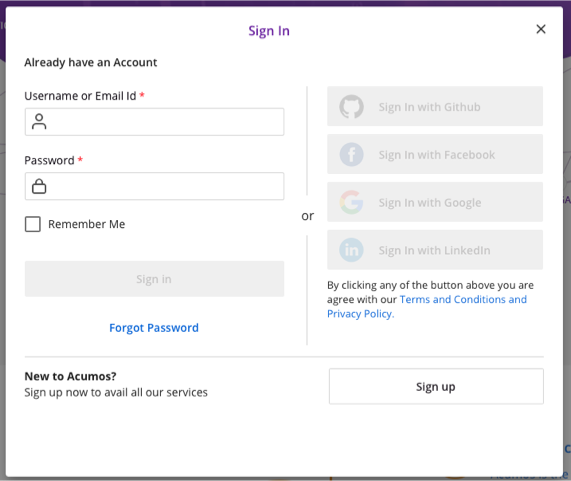 Sign In
Already have an Account
Username or Email Id *
Password *
Remember Me
Sign in
Forgot Password
or
Sign In with Github
Sign In with Facebook
Sign In with Google
Sign In with LinkedIn
By clicking any of the button above you are
agree with our Terms and Conditions and
Privacy Policy.
New to Acumos?
Sign up now to avail all our services
Sign up